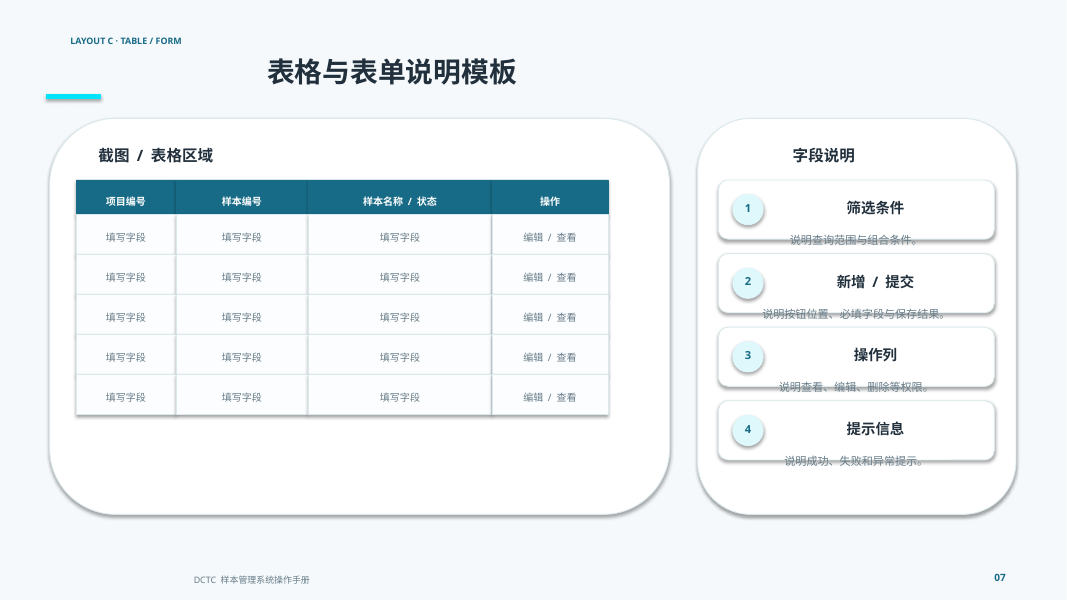 LAYOUT C · TABLE / FORM
表格与表单说明模板
截图 / 表格区域
项目编号 样本编号 样本名称 / 状态 操作
填写字段 填写字段 填写字段 编辑 / 查看
填写字段 填写字段 填写字段 编辑 / 查看
填写字段 填写字段 填写字段 编辑 / 查看
填写字段 填写字段 填写字段 编辑 / 查看
填写字段 填写字段 填写字段 编辑 / 查看
字段说明
1 筛选条件
说明查询范围与组合条件。
2 新增 / 提交
说明按钮位置、必填字段与保存结果。
3 操作列
说明查看、编辑、删除等权限。
4 提示信息
说明成功、失败和异常提示。
DCTC 样本管理系统操作手册
07